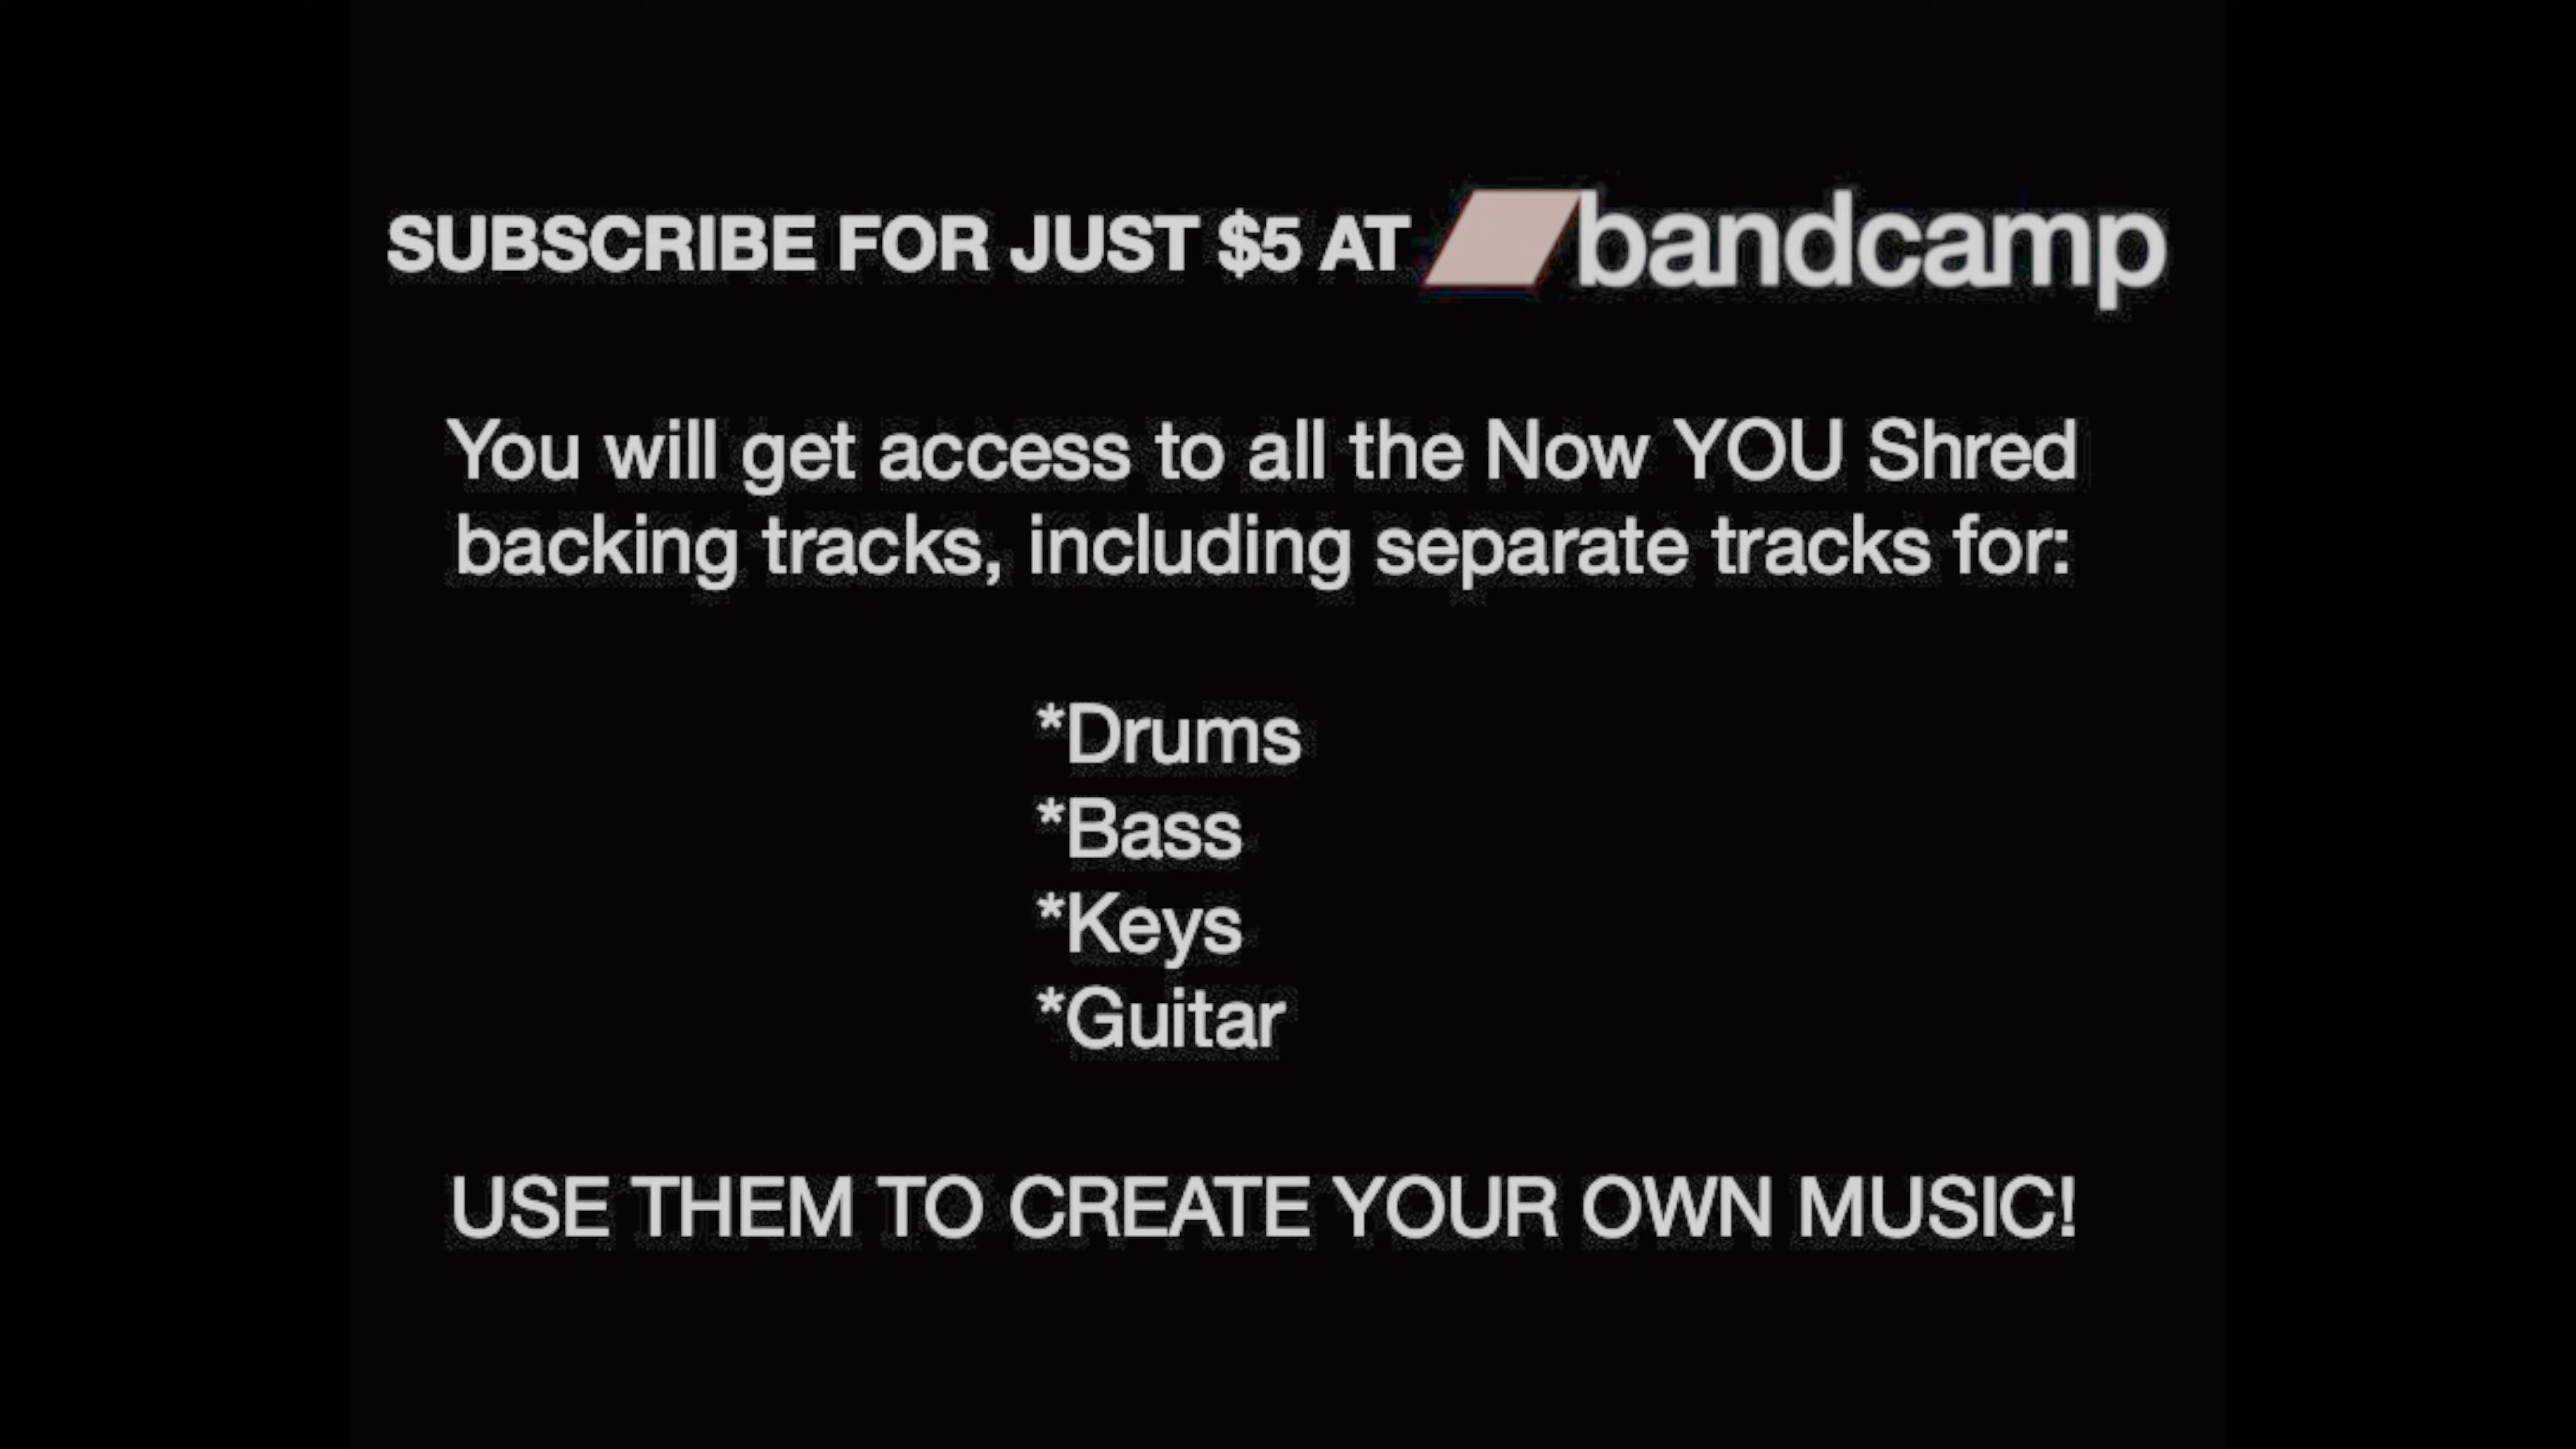 SUBSCRIBE FOR JUST $5 AT bandcamp
You will get access to all the Now YOU Shred
backing tracks, including separate tracks for:
*Drums
*Bass
*Keys
*Guitar
USE THEM TO CREATE YOUR OWN MUSIC!